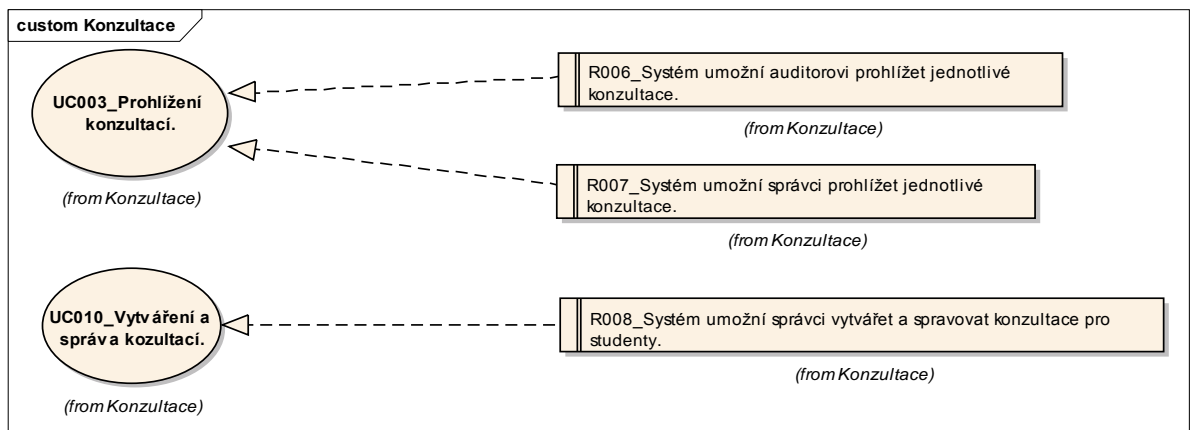 custom Konzultace
UC003_Prohlížení
konzultací.
(from Konzultace)
R006_Systém umožní auditorovi prohlížet jednotlivé
konzultace.
(from Konzultace)
R007_Systém umožní správci prohlížet jednotlivé
konzultace.
(from Konzultace)
UC010_Vytváření a
správa kozultací.
(from Konzultace)
R008_Systém umožní správci vytvářet a spravovat konzultace pro
studenty.
(from Konzultace)